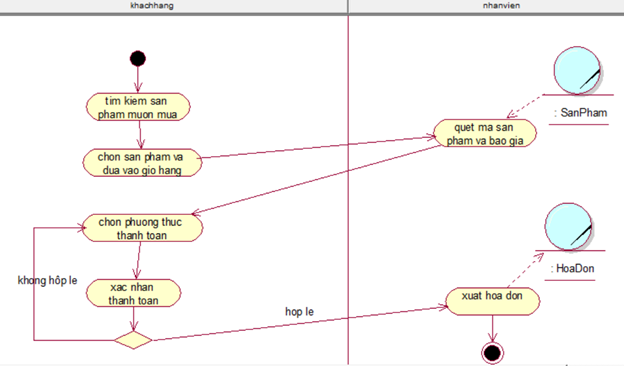 khachhang
nhanvien
tim kiem san
pham muon mua
: SanPham
quet ma san
pham va bao gia
chon san pham va
dua vao gio hang
chon phuong thuc
thanh toan
: HoaDon
khong hôp le
xac nhan
thanh toan
xuat hoa don
hop le